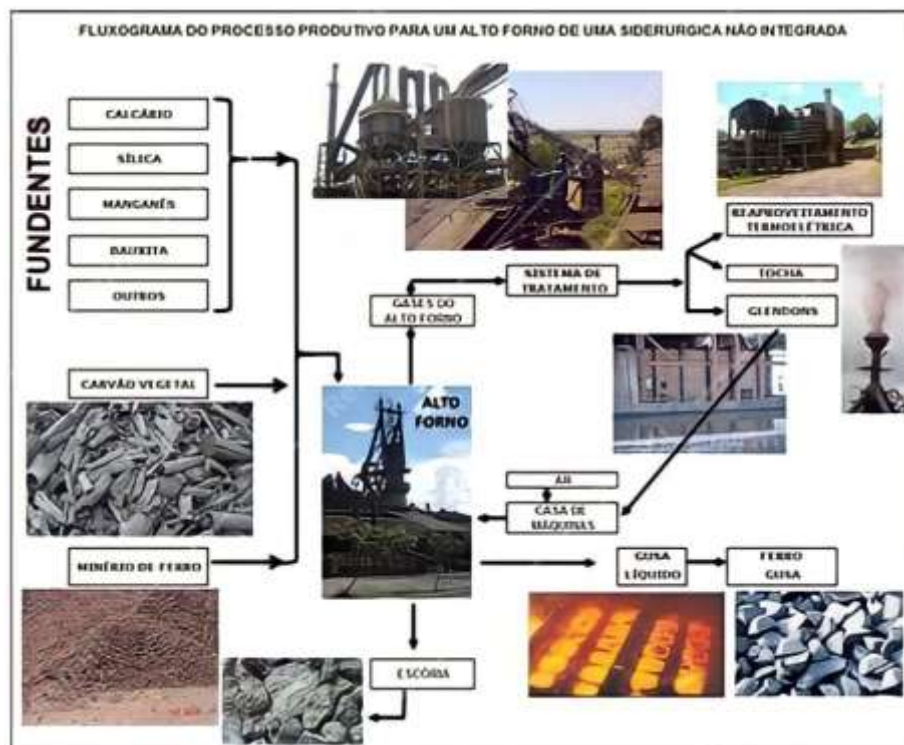 FLUXOGRAMA DO PROCESSO PRODUTIVO PARA UM ALTO FORNO DE UMA SIDERURGICA NÃO INTEGRADA
FUNDENTES
CALCÁRIO
SÍLICA
MANGANÊS
BAUXITA
OUTROS
CARVÃO VEGETAL
MINÉRIO DE FERRO
GASES DO
ALTO FORNO
SISTEMA DE
TRATAMENTO
REAPROVEITAMENTO
TERMOELÉTRICA
TOCHA
GLENDONS
ALTO
FORNO
AR
CASA DE
MÁQUINAS
GUSA
LÍQUIDO
FERRO
GUSA
ESCÓRIA